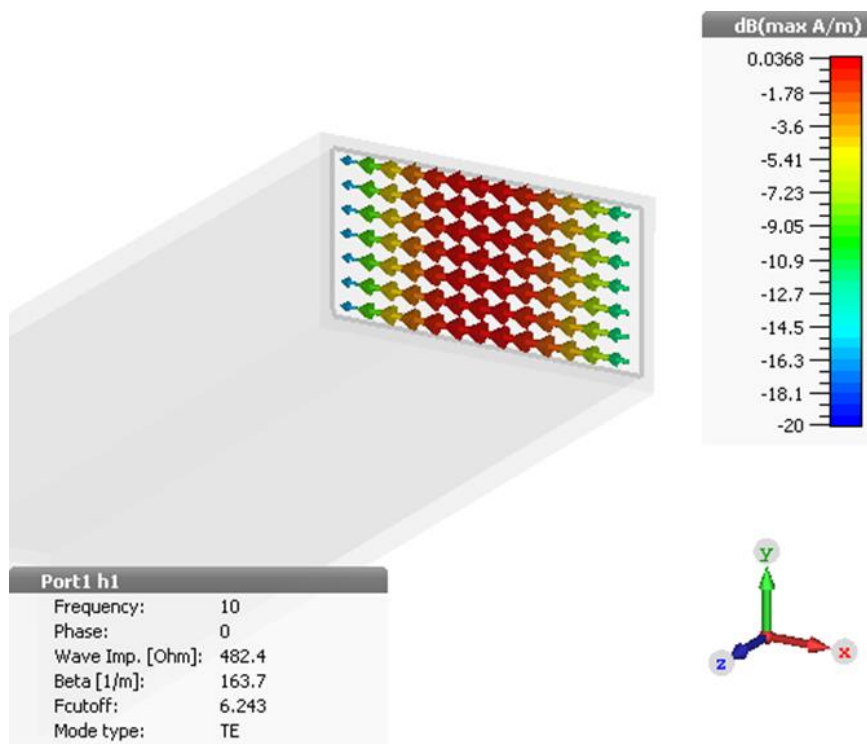 dB(max A/m)
0.0368
-1.78
-3.6
-5.41
-7.23
-9.05
-10.9
-12.7
-14.5
-16.3
-18.1
-20
y
z
x
Port1 h1
Frequency: 10
Phase: 0
Wave Imp. [Ohm]: 482.4
Beta [1/m]: 163.7
Fcutoff: 6.243
Mode type: TE